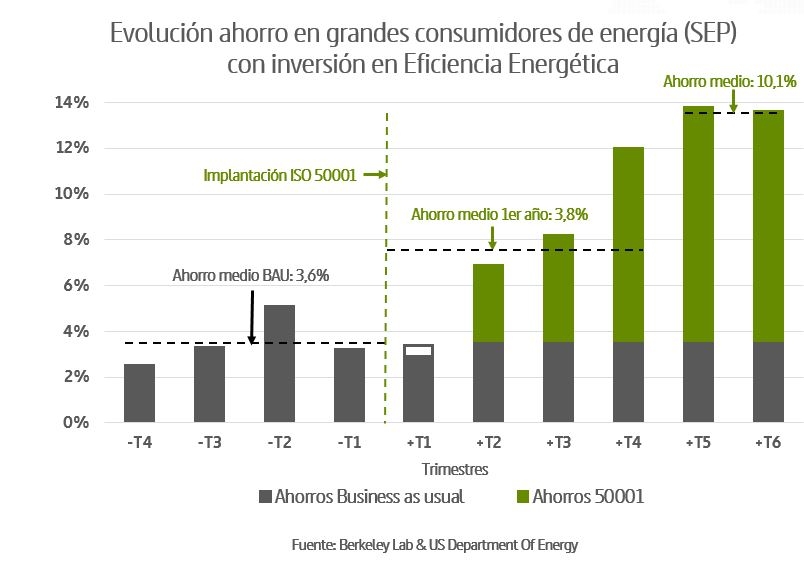 Evolución ahorro en grandes consumidores de energía (SEP)
con inversión en Eficiencia Energética
Ahorro medio: 10,1%
14%
12%
10%
8%
6%
4%
2%
0%
Implantación ISO 50001
Ahorro medio 1er año: 3,8%
Ahorro medio BAU: 3,6%
-T4 -T3 -T2 -T1 +T1 +T2 +T3 +T4 +T5 +T6
Trimestres
Ahorros Business as usual Ahorros 50001
Fuente: Berkeley Lab & US Department Of Energy